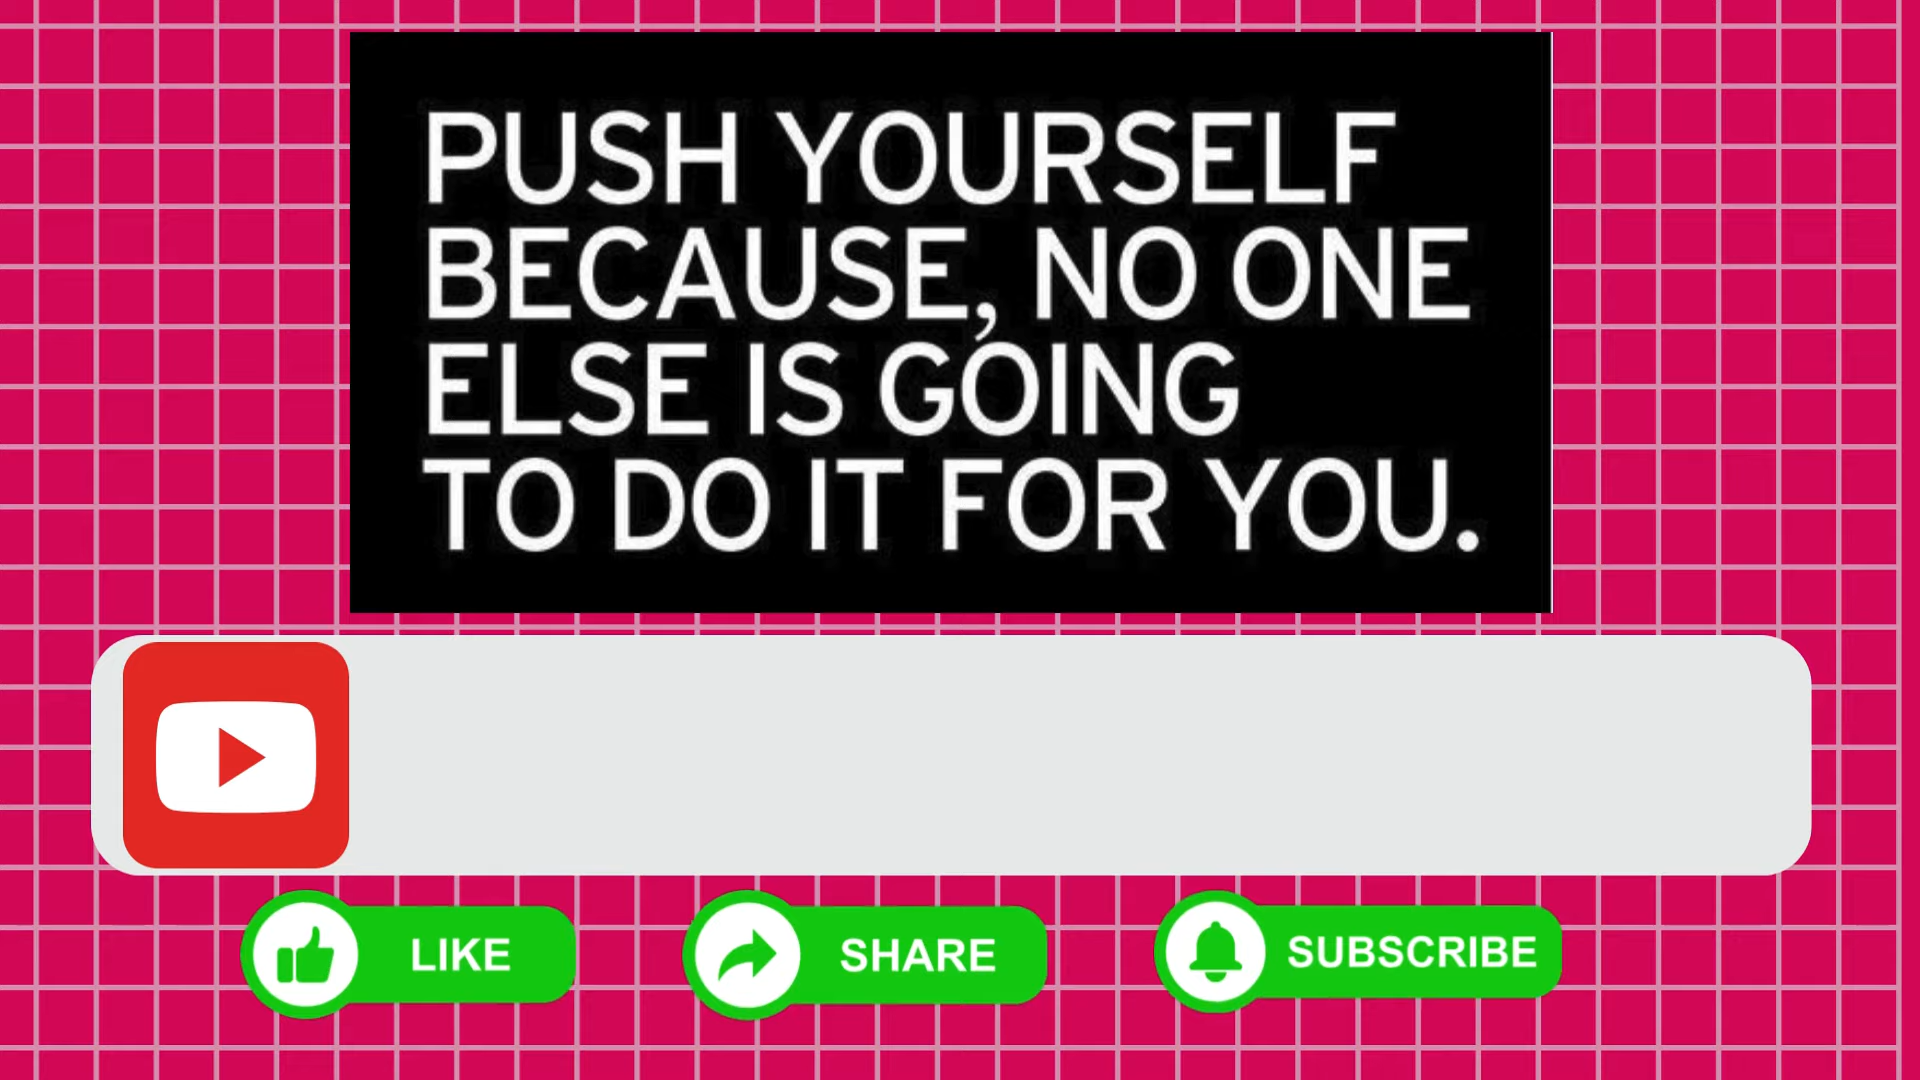 PUSH YOURSELF
BECAUSE, NO ONE
ELSE IS GOING
TO DO IT FOR YOU.
LIKE
SHARE
SUBSCRIBE